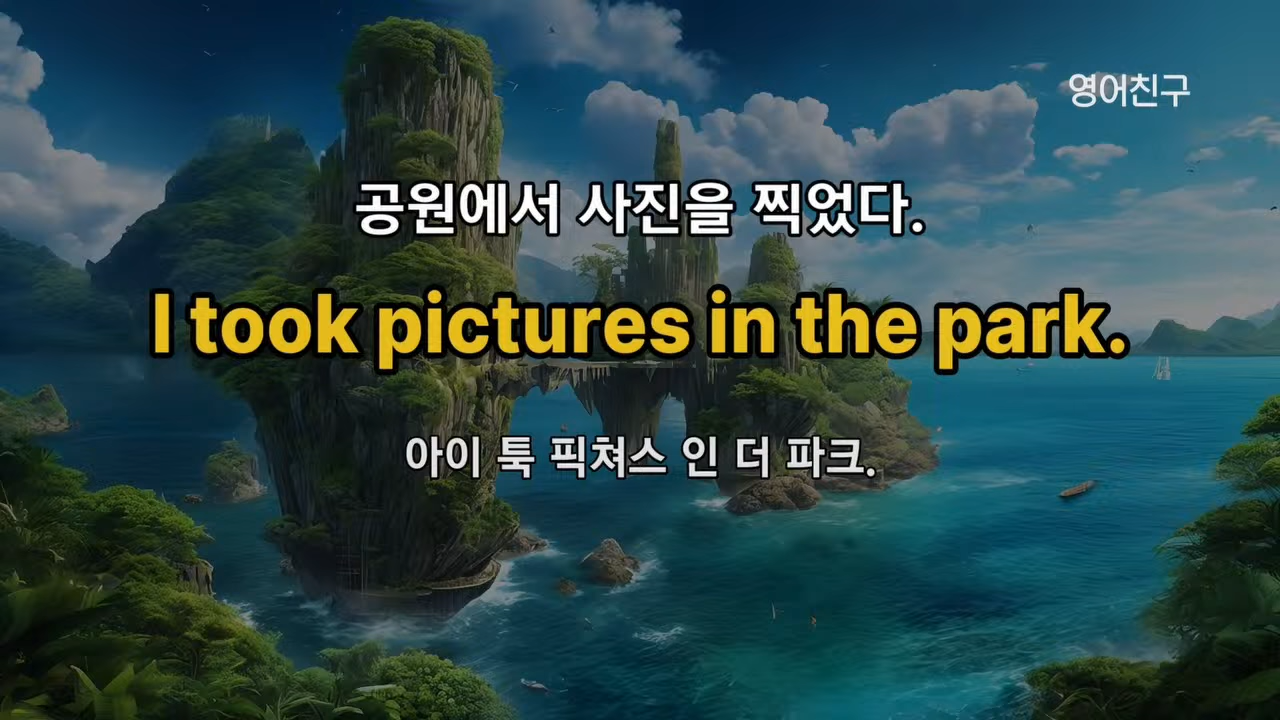 영어친구
공원에서 사진을 찍었다.
I took pictures in the park.
아이 툭 픽쳐스 인 더 파크.